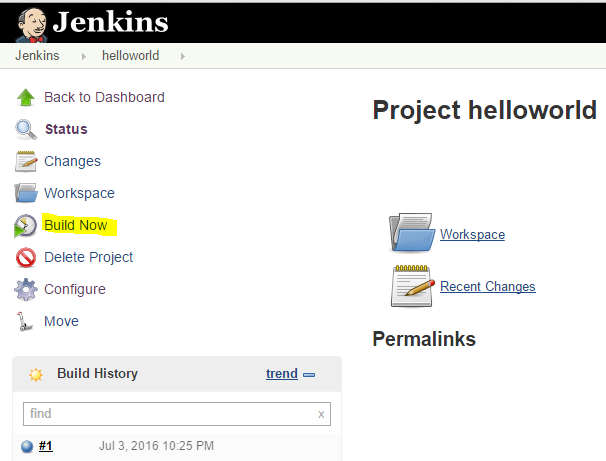 Jenkins
Jenkins helloworld
Back to Dashboard
Status
Changes
Workspace
Build Now
Delete Project
Configure
Move
Project helloworld
Workspace
Recent Changes
Permalinks
Build History trend
find x
#1 Jul 3, 2016 10:25 PM